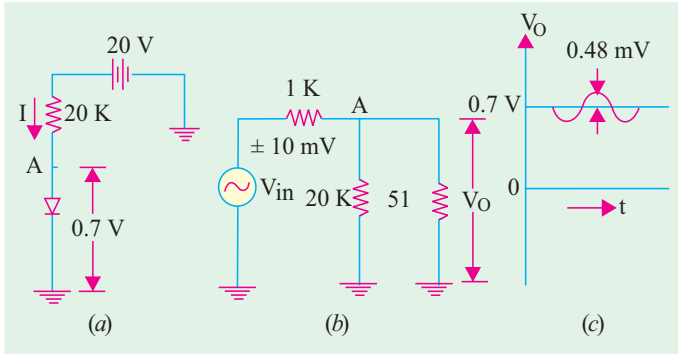 20 V
I
20 K
A
0.7 V
(a)
1 K
A
± 10 mV
Vin
20 K
51
VO
(b)
VO
0.48 mV
0.7 V
0
t
(c)